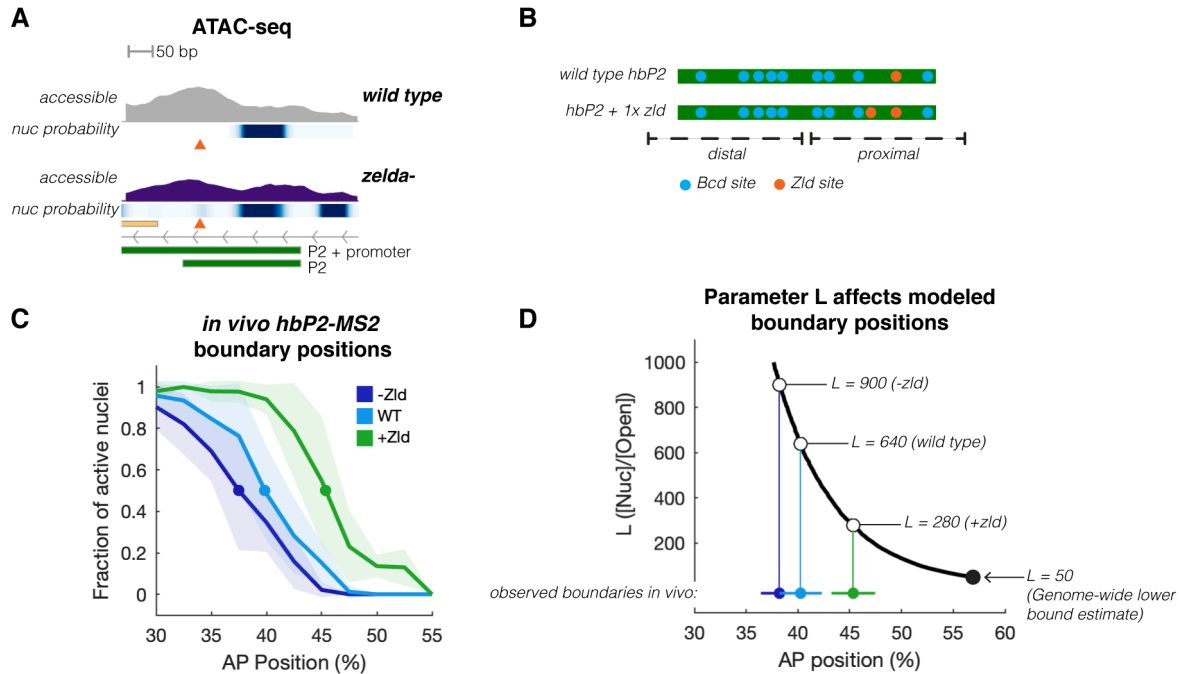 A
ATAC-seq
50 bp
accessible
wild type
nuc probability
accessible
zelda-
nuc probability
P2 + promoter
P2
B
wild type hbP2
hbP2 + 1x zld
distal
proximal
Bcd site
Zld site
C
in vivo hbP2-MS2
boundary positions
-Zld
WT
+Zld
Fraction of active nuclei
1
0.8
0.6
0.4
0.2
0
30
35
40
45
50
55
AP Position (%)
D
Parameter L affects modeled
boundary positions
L ([Nuc]/[Open])
1000
800
600
400
200
L = 900 (-zld)
L = 640 (wild type)
L = 280 (+zld)
L = 50
(Genome-wide lower
bound estimate)
observed boundaries in vivo:
30
35
40
45
50
55
60
AP position (%)